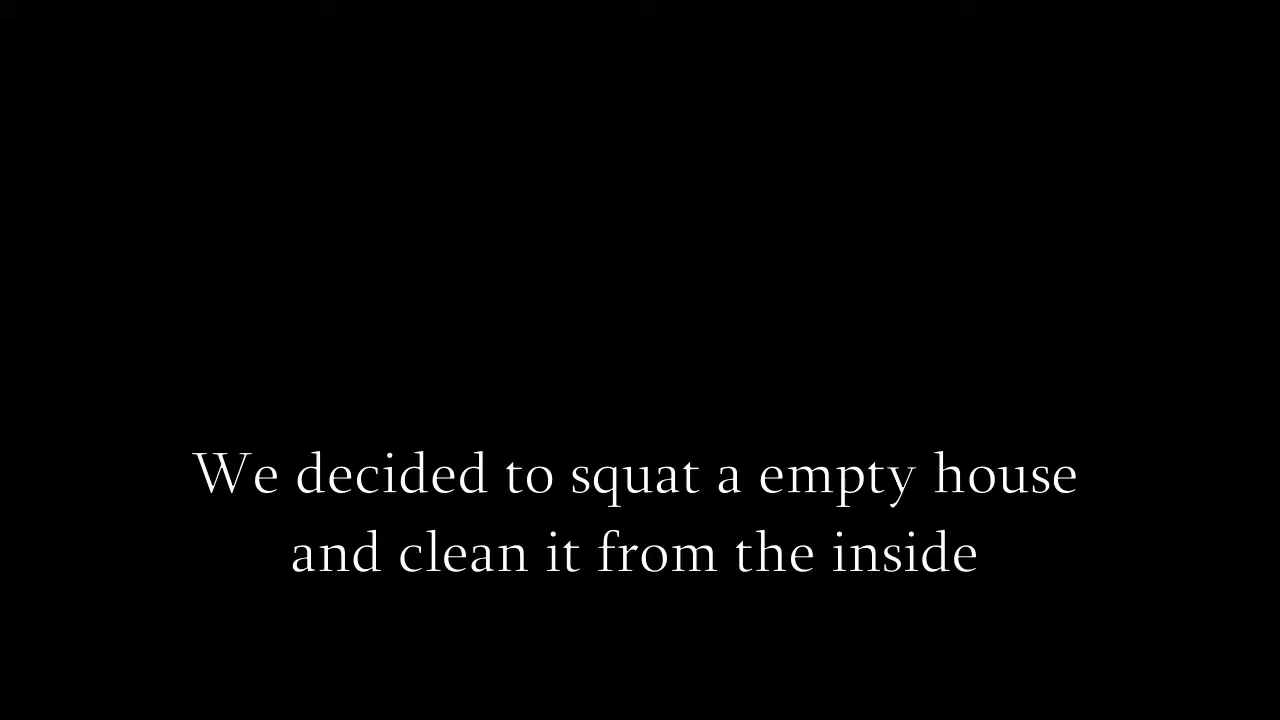 We decided to squat a empty house
and clean it from the inside